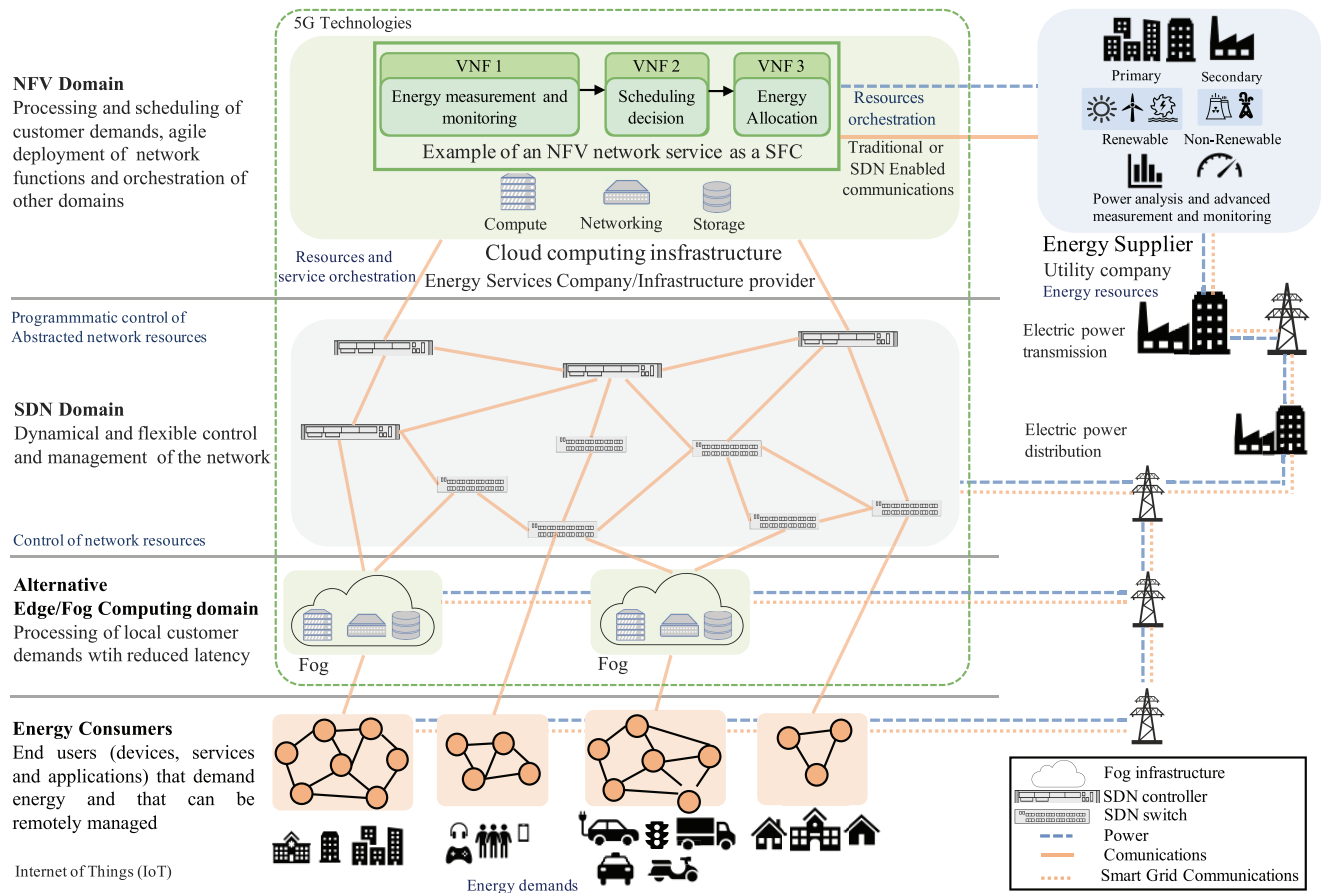 5G Technologies
NFV Domain
Processing and scheduling of
customer demands, agile
deployment of network
functions and orchestration of
other domains
VNF 1
Energy measurement and
monitoring
VNF 2
Scheduling
decision
VNF 3
Energy
Allocation
Example of an NFV network service as a SFC
Compute
Networking
Storage
Cloud computing insfrastructure
Energy Services Company/Infrastructure provider
Resources
orchestration
Traditional or
SDN Enabled
communications
Resources and
service orchestration
Primary
Secondary
Renewable
Non-Renewable
Power analysis and advanced
measurement and monitoring
Energy Supplier
Utility company
Energy resources
Electric power
transmission
Electric power
distribution
Programmmatic control of
Abstracted network resources
SDN Domain
Dynamical and flexible control
and management of the network
Control of network resources
Alternative
Edge/Fog Computing domain
Processing of local customer
demands wtih reduced latency
Fog
Fog
Energy Consumers
End users (devices, services
and applications) that demand
energy and that can be
remotely managed
Internet of Things (IoT)
Energy demands
Fog infrastructure
SDN controller
SDN switch
Power
Comunications
Smart Grid Communications